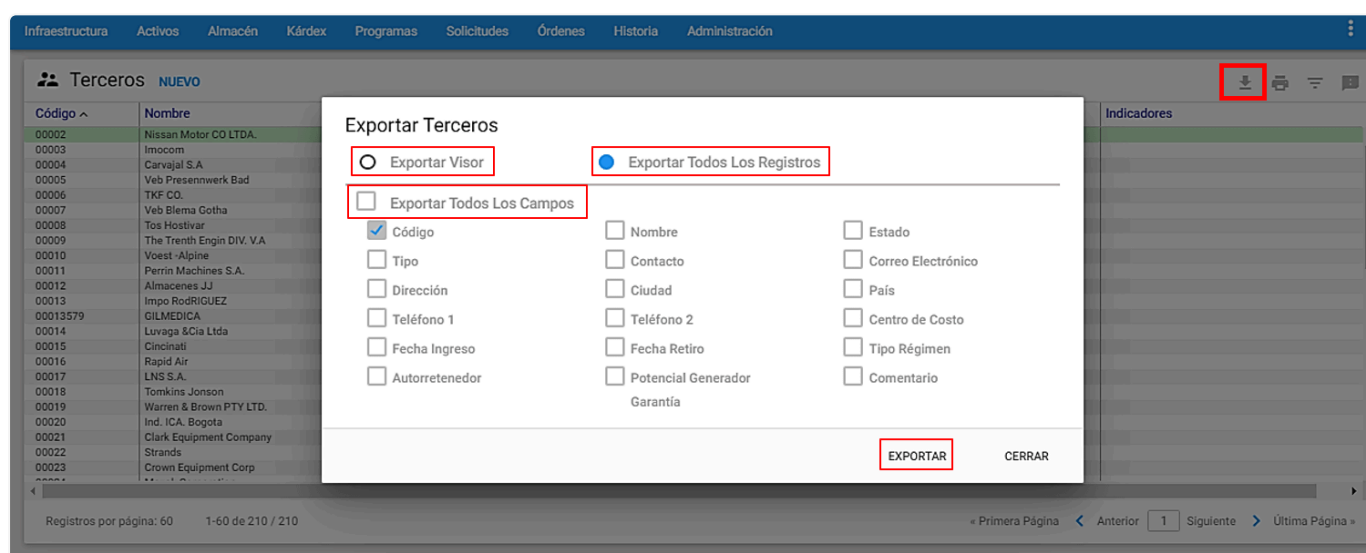 Infraestructura Activos Almacén Kárdex Programas Solicitudes Órdenes Historia Administración
Terceros NUEVO
Código Nombre Indicadores
00002 Nissan Motor CO LTDA.
00003 Imocom
00004 Carvajal S.A
00005 Veb Presennwerk Bad
00006 TKF CO.
00007 Veb Blema Gotha
00008 Tos Hostivar
00009 The Trenth Engin DIV. V.A
00010 Voest -Alpine
00011 Perrin Machines S.A.
00012 Almacenes JJ
00013 Impo RodRIGUEZ
00013579 GILMEDICA
00014 Luvaga &Cia Ltda
00015 Cincinati
00016 Rapid Air
00017 LNS S.A.
00018 Tomkins Jonson
00019 Warren & Brown PTY LTD.
00020 Ind. ICA. Bogota
00021 Clark Equipment Company
00022 Strands
00023 Crown Equipment Corp
Exportar Terceros
Exportar Visor Exportar Todos Los Registros
Exportar Todos Los Campos
Código Nombre Estado
Tipo Contacto Correo Electrónico
Dirección Ciudad País
Teléfono 1 Teléfono 2 Centro de Costo
Fecha Ingreso Fecha Retiro Tipo Régimen
Autorretenedor Potencial Generador Comentario
Garantía
EXPORTAR CERRAR
Registros por página: 60 1-60 de 210 / 210 « Primera Página Anterior 1 Siguiente Última Página »